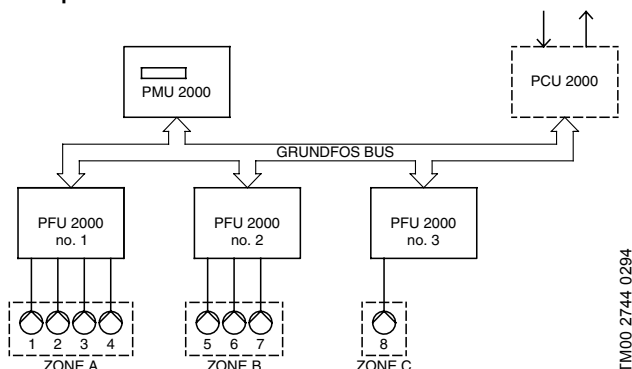 PMU 2000
PCU 2000
GRUNDFOS BUS
PFU 2000
no. 1
PFU 2000
no. 2
PFU 2000
no. 3
1 2 3 4
5 6 7
8
ZONE A
ZONE B
ZONE C
TM00 2744 0294